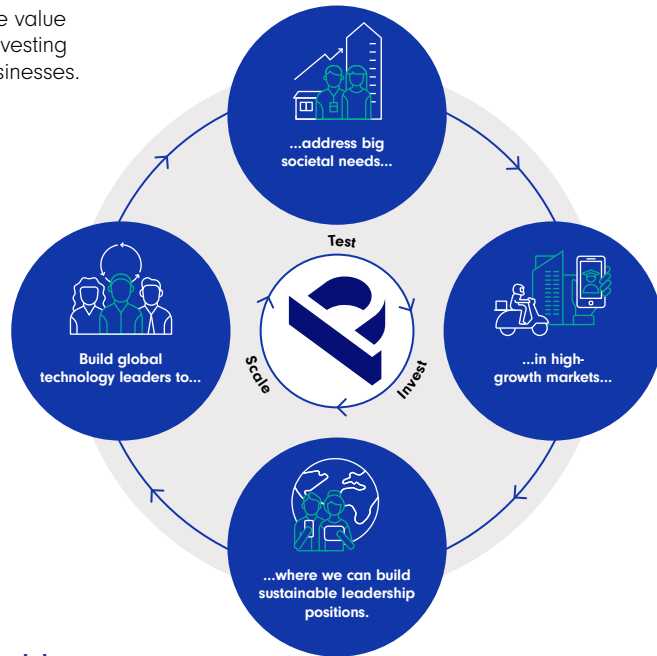 e value
vesting
sinesses.
...address big
societal needs...
Test
Build global
technology leaders to...
...in high-
growth markets...
Scale
Invest
...where we can build
sustainable leadership
positions.